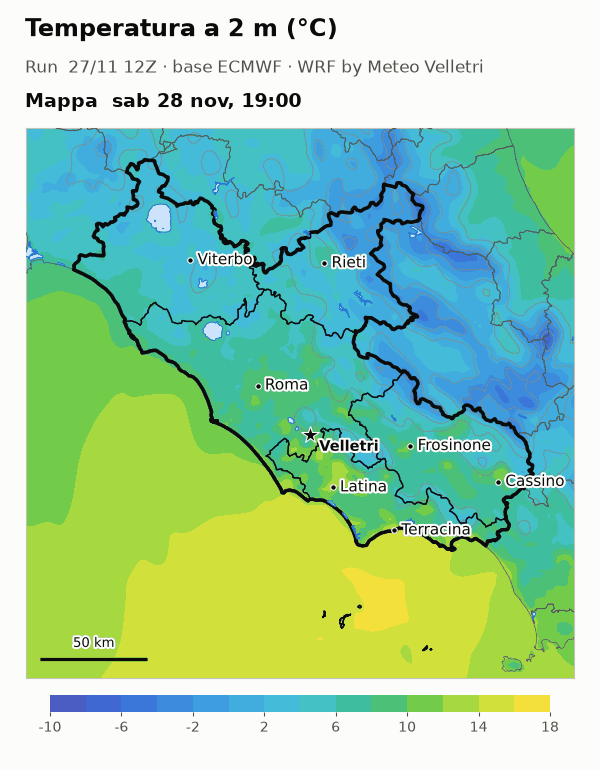 Temperatura a 2 m (°C)
Run  27/11 12Z · base ECMWF · WRF by Meteo Velletri
Mappa  sab 28 nov, 19:00
Viterbo
Rieti
Roma
Velletri
Frosinone
Cassino
Latina
Terracina
50 km
-10 -6 -2 2 6 10 14 18